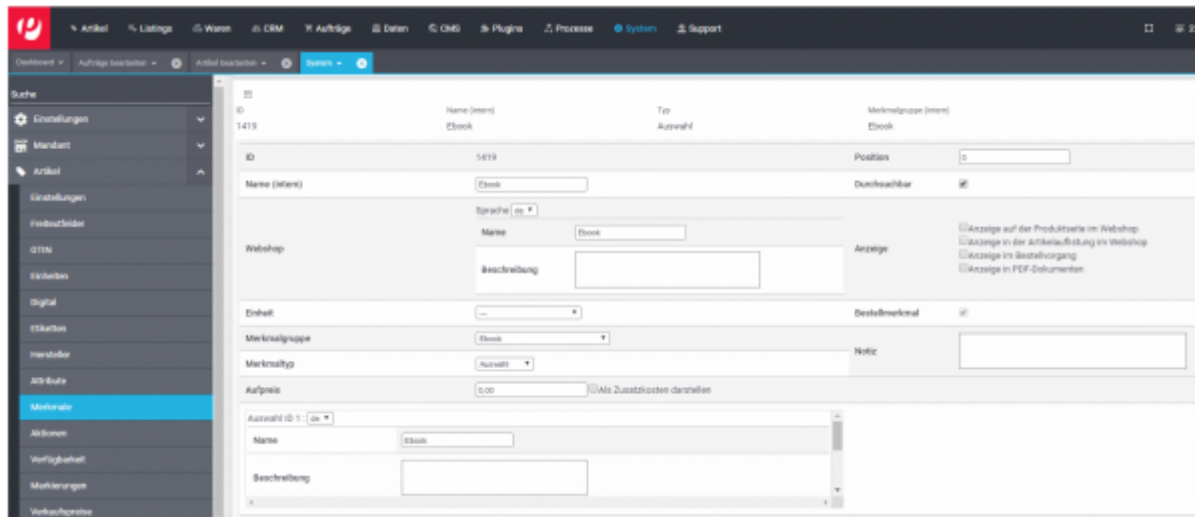 Artikel Listings Waren CRM Aufträge Daten CMS Plugins Prozesse System Support
Dashboard Aufträge bearbeiten Artikel bearbeiten System
Suche
Einstellungen
Mandant
Artikel
Einstellungen
Freitextfelder
GTIN
Einheiten
Digital
Etiketten
Hersteller
Attribute
Merkmale
Aktionen
Verfügbarkeit
Markierungen
Verkaufspreise
ID Name (intern) Typ Merkmalgruppe (intern)
1419 Ebook Auswahl Ebook
ID 1419 Position 0
Name (intern) Ebook Durchsuchbar
Sprache de
Name Ebook
Webshop
Beschreibung
Anzeige
Anzeige auf der Produktseite im Webshop
Anzeige in der Artikelauflistung im Webshop
Anzeige im Bestellvorgang
Anzeige in PDF-Dokumenten
Einheit --- Bestellmerkmal
Merkmalgruppe Ebook
Notiz
Merkmaltyp Auswahl
Aufpreis 0,00 Als Zusatzkosten darstellen
Auswahl ID 1 : de
Name Ebook
Beschreibung